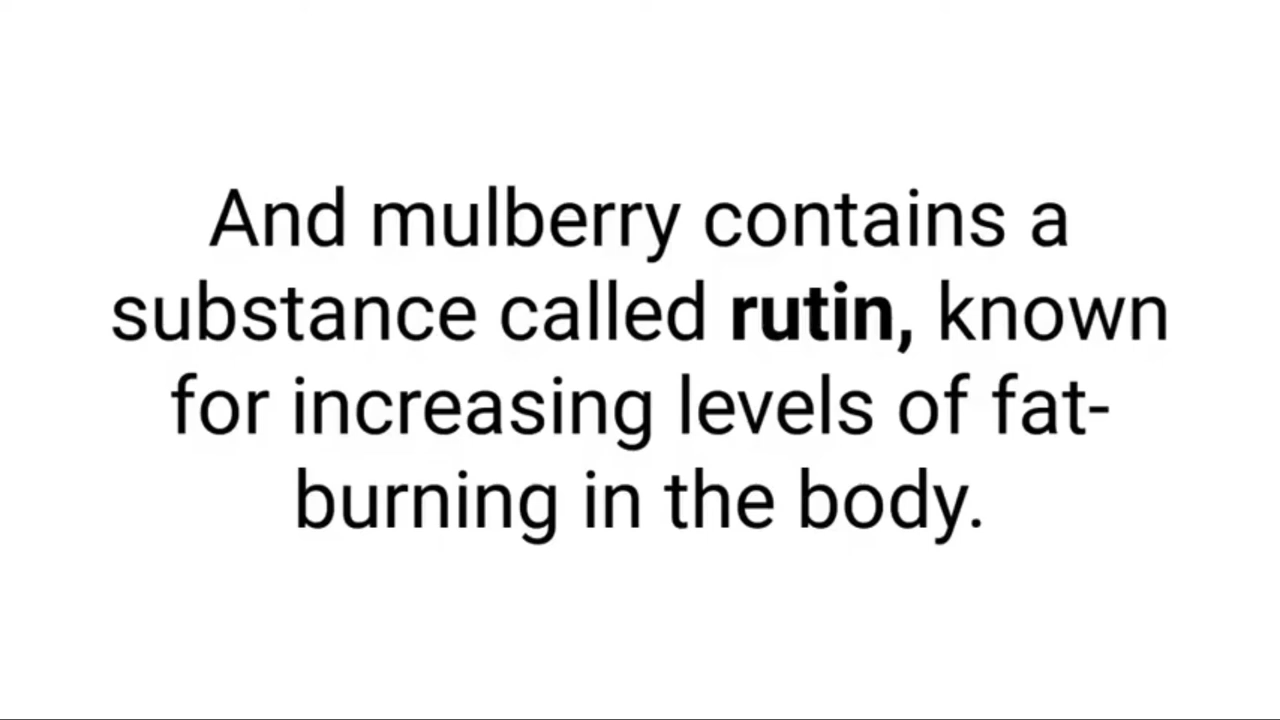 And mulberry contains a
substance called rutin, known
for increasing levels of fat-
burning in the body.